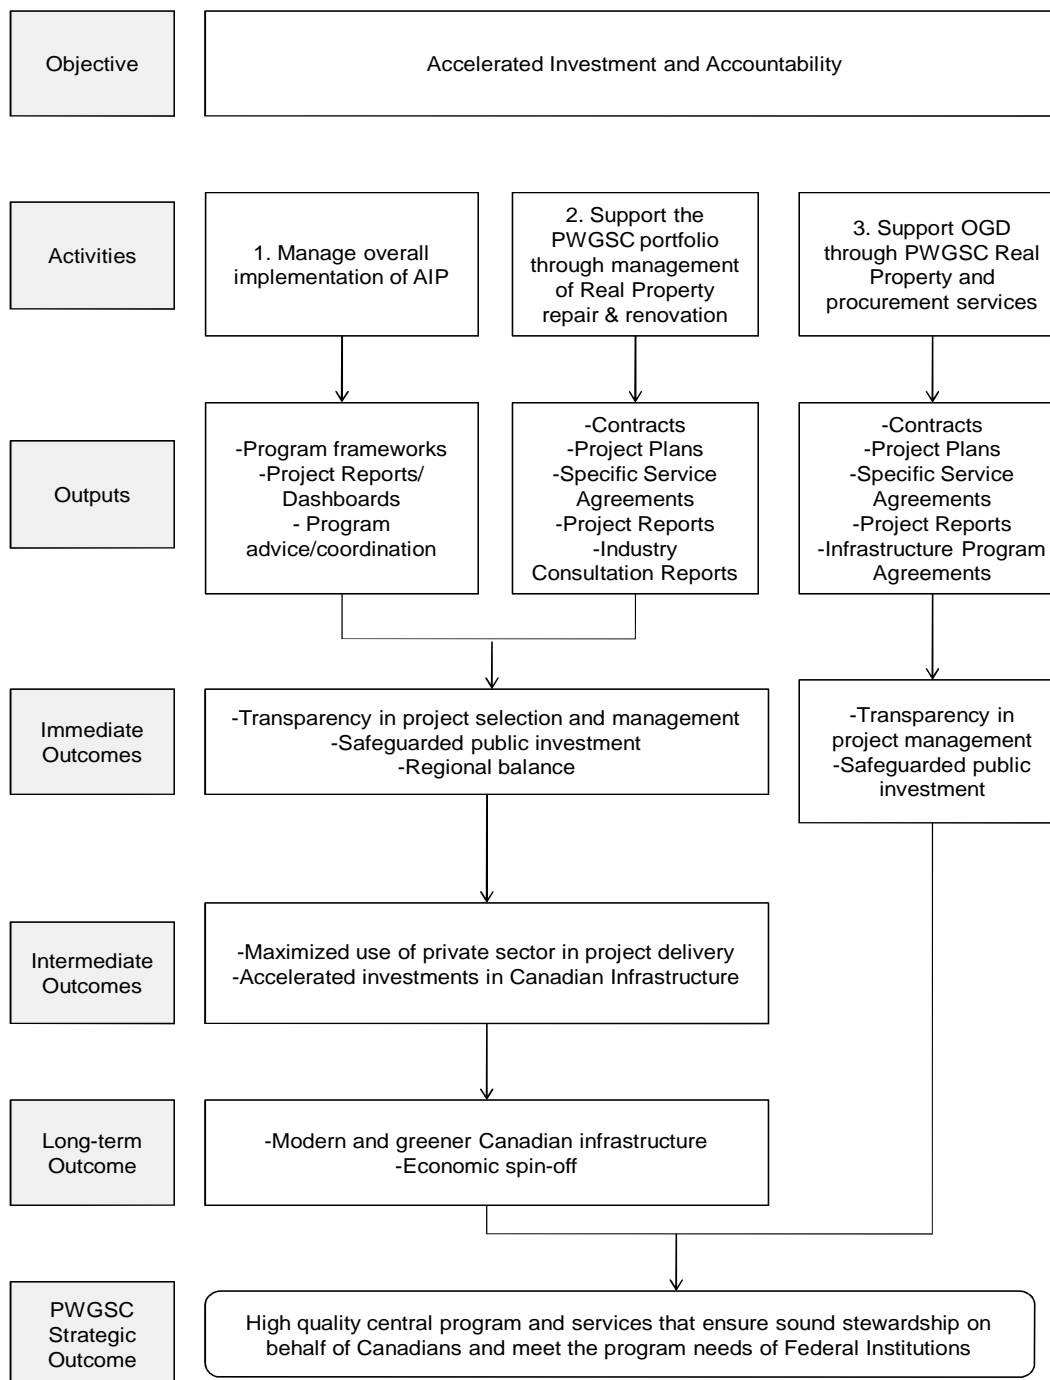 Objective
Accelerated Investment and Accountability
Activities
1. Manage overall
implementation of AIP
2. Support the
PWGSC portfolio
through management
of Real Property
repair & renovation
3. Support OGD
through PWGSC Real
Property and
procurement services
Outputs
-Program frameworks
-Project Reports/
Dashboards
- Program
advice/coordination
-Contracts
-Project Plans
-Specific Service
Agreements
-Project Reports
-Industry
Consultation Reports
-Contracts
-Project Plans
-Specific Service
Agreements
-Project Reports
-Infrastructure Program
Agreements
Immediate
Outcomes
-Transparency in project selection and management
-Safeguarded public investment
-Regional balance
-Transparency in
project management
-Safeguarded public
investment
Intermediate
Outcomes
-Maximized use of private sector in project delivery
-Accelerated investments in Canadian Infrastructure
Long-term
Outcome
-Modern and greener Canadian infrastructure
-Economic spin-off
PWGSC
Strategic
Outcome
High quality central program and services that ensure sound stewardship on
behalf of Canadians and meet the program needs of Federal Institutions